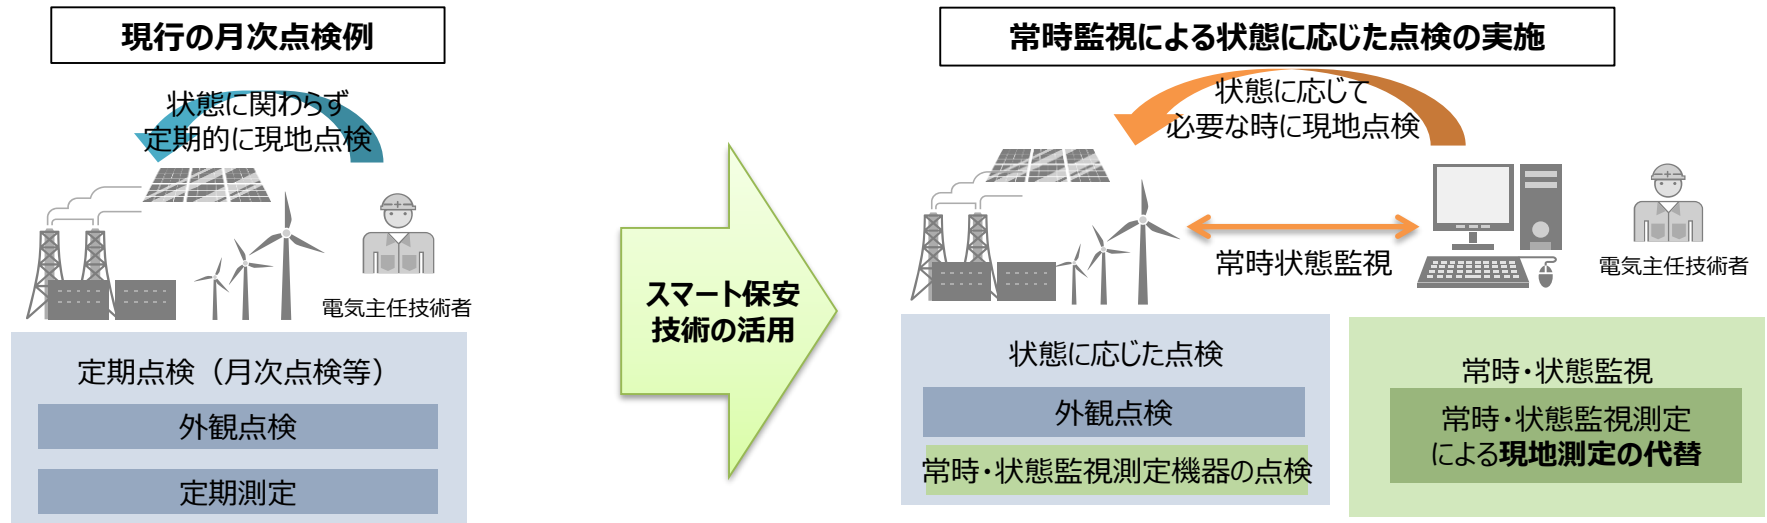 現行の月次点検例
状態に関わらず
定期的に現地点検
電気主任技術者
定期点検（月次点検等）
外観点検
定期測定
スマート保安
技術の活用
常時監視による状態に応じた点検の実施
状態に応じて
必要な時に現地点検
常時状態監視
電気主任技術者
状態に応じた点検
外観点検
常時・状態監視測定機器の点検
常時・状態監視
常時・状態監視測定
による現地測定の代替